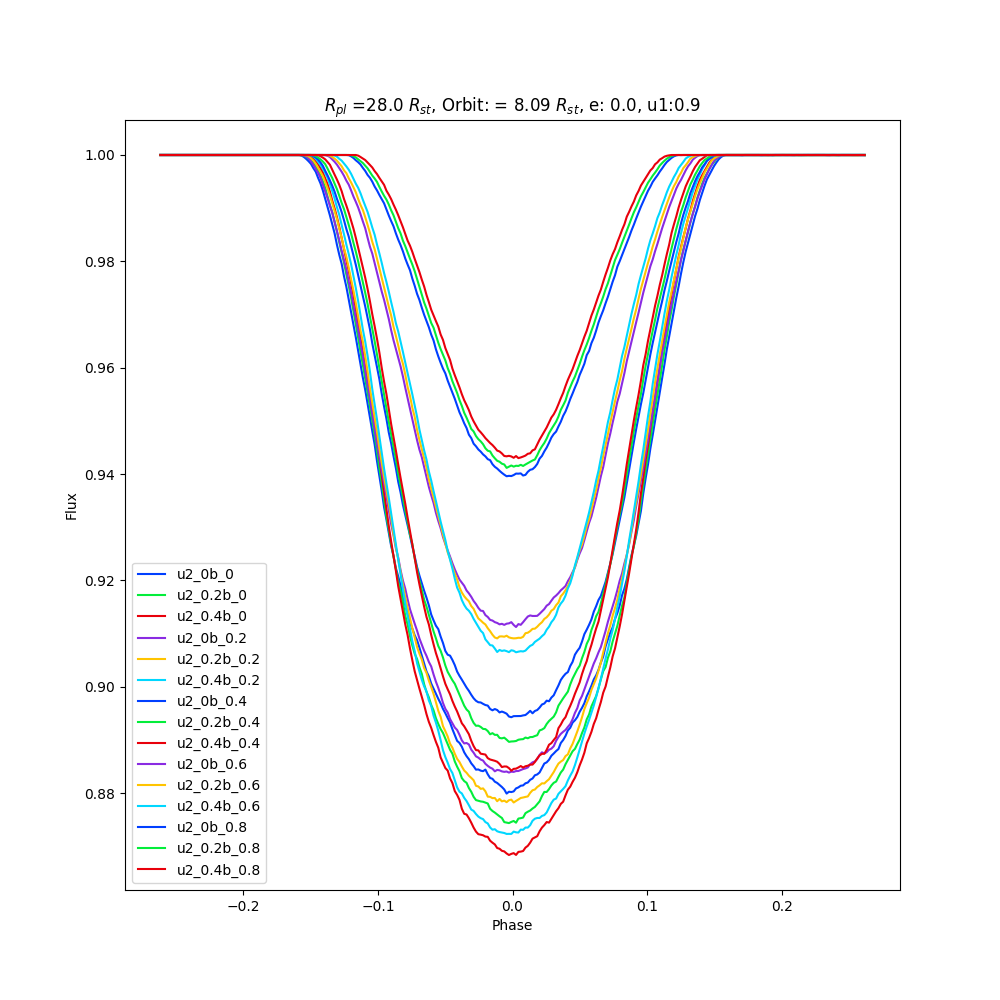 R_pl =28.0 R_st, Orbit: = 8.09 R_st, e: 0.0, u1:0.9
1.00
0.98
0.96
0.94
0.92
0.90
0.88
Flux
u2_0b_0
u2_0.2b_0
u2_0.4b_0
u2_0b_0.2
u2_0.2b_0.2
u2_0.4b_0.2
u2_0b_0.4
u2_0.2b_0.4
u2_0.4b_0.4
u2_0b_0.6
u2_0.2b_0.6
u2_0.4b_0.6
u2_0b_0.8
u2_0.2b_0.8
u2_0.4b_0.8
−0.2 −0.1 0.0 0.1 0.2
Phase